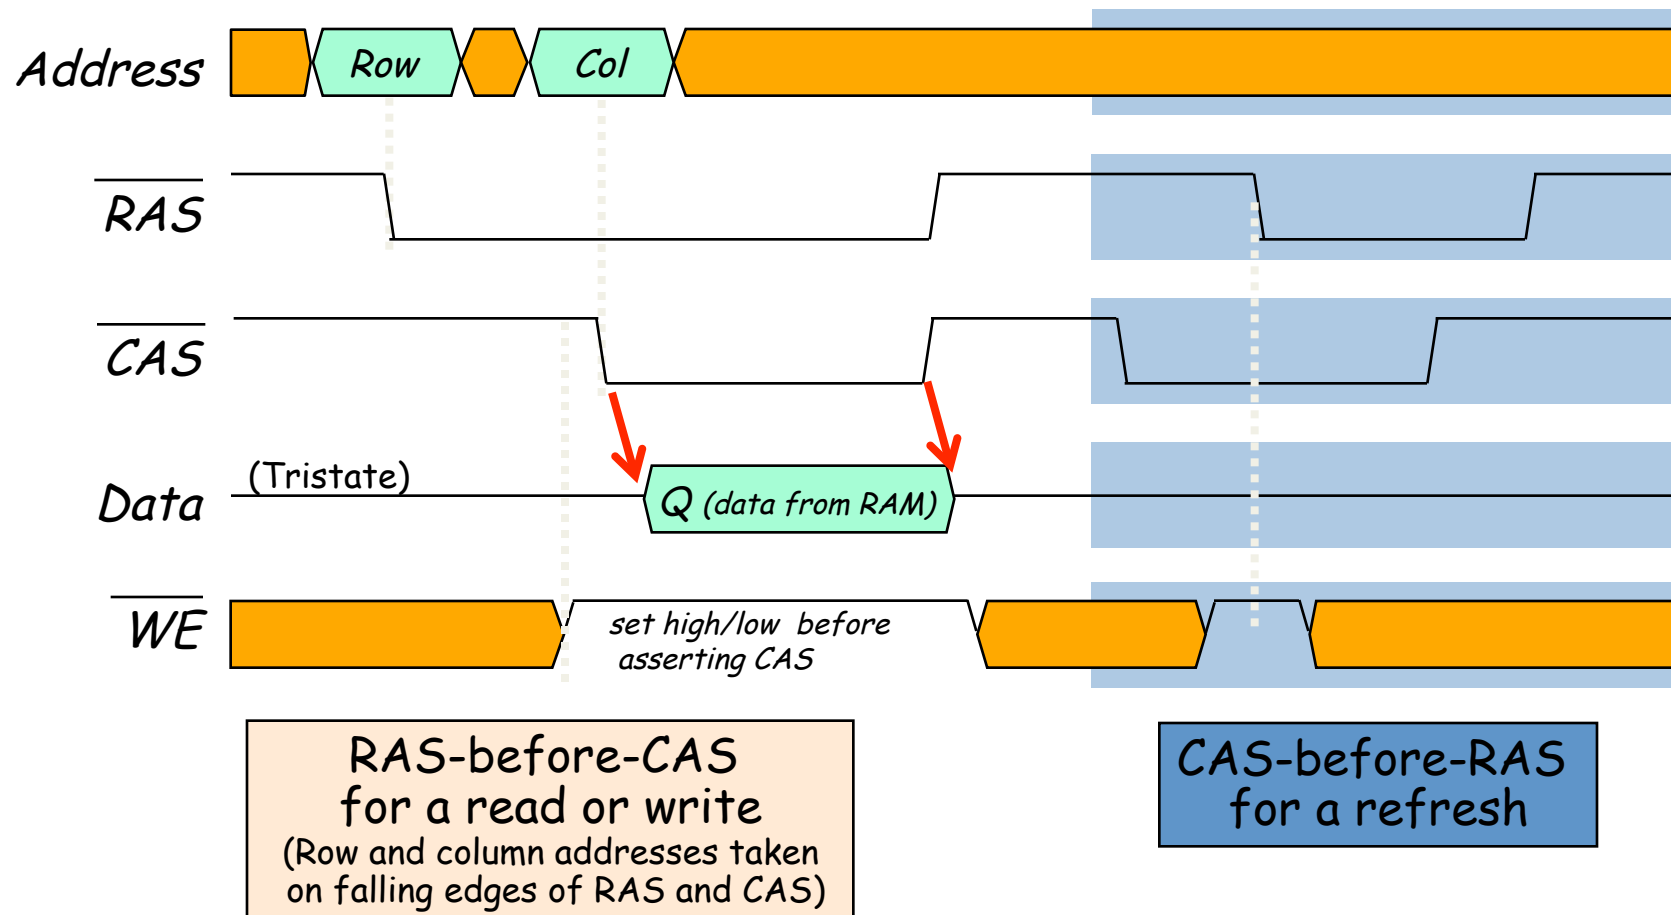 Address
Row
Col
RAS
CAS
Data
(Tristate)
Q (data from RAM)
WE
set high/low before
asserting CAS
RAS-before-CAS
for a read or write
(Row and column addresses taken
on falling edges of RAS and CAS)
CAS-before-RAS
for a refresh